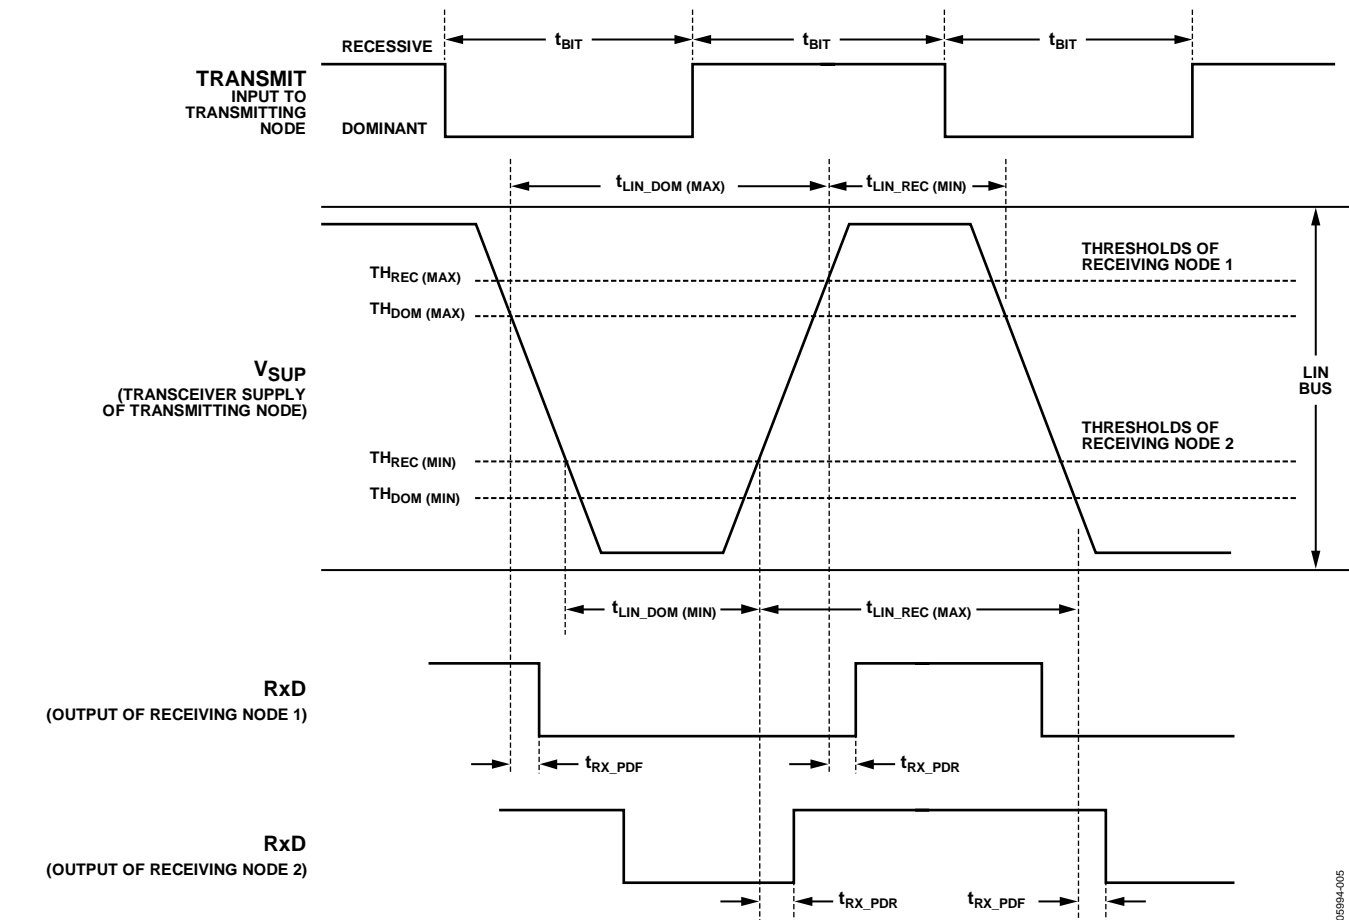 RECESSIVE
tBIT
tBIT
tBIT
TRANSMIT
INPUT TO
TRANSMITTING
NODE
DOMINANT
tLIN_DOM (MAX)
tLIN_REC (MIN)
THRESHOLDS OF
RECEIVING NODE 1
THREC (MAX)
THDOM (MAX)
VSUP
(TRANSCEIVER SUPPLY
OF TRANSMITTING NODE)
LIN
BUS
THRESHOLDS OF
RECEIVING NODE 2
THREC (MIN)
THDOM (MIN)
tLIN_DOM (MIN)
tLIN_REC (MAX)
RxD
(OUTPUT OF RECEIVING NODE 1)
tRX_PDF
tRX_PDR
RxD
(OUTPUT OF RECEIVING NODE 2)
tRX_PDR
tRX_PDF
05994-005